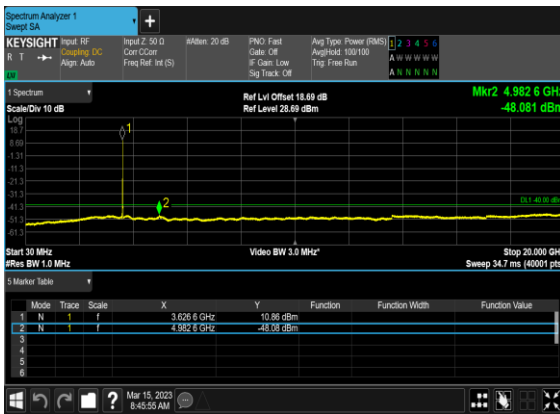 Spectrum Analyzer 1
Swept SA
+
KEYSIGHT
R T
LV
Input: RF
Coupling: DC
Align: Auto
Input Z: 50 Ω
Corr CCorr
Freq Ref: Int (S)
#Atten: 20 dB
PNO: Fast
Gate: Off
IF Gain: Low
Sig Track: Off
Avg Type: Power (RMS)
Avg|Hold: 100/100
Trig: Free Run
1 2 3 4 5 6
A W W W W W
A N N N N N
1 Spectrum
Scale/Div 10 dB
Ref Lvl Offset 18.69 dB
Ref Level 28.69 dBm
Mkr2 4.982 6 GHz
-48.081 dBm
Log
18.7
8.69
-1.31
-11.3
-21.3
-31.3
-41.3
-51.3
-61.3
1
2
DL1 -40.00 dBm
Start 30 MHz
#Res BW 1.0 MHz
Video BW 3.0 MHz*
Stop 20.000 GHz
Sweep 34.7 ms (40001 pts)
5 Marker Table
Mode Trace Scale X Y Function Function Width Function Value
1 N 1 f 3.626 6 GHz 10.86 dBm
2 N 1 f 4.982 6 GHz -48.08 dBm
3
4
5
6
?
Mar 15, 2023
8:45:55 AM